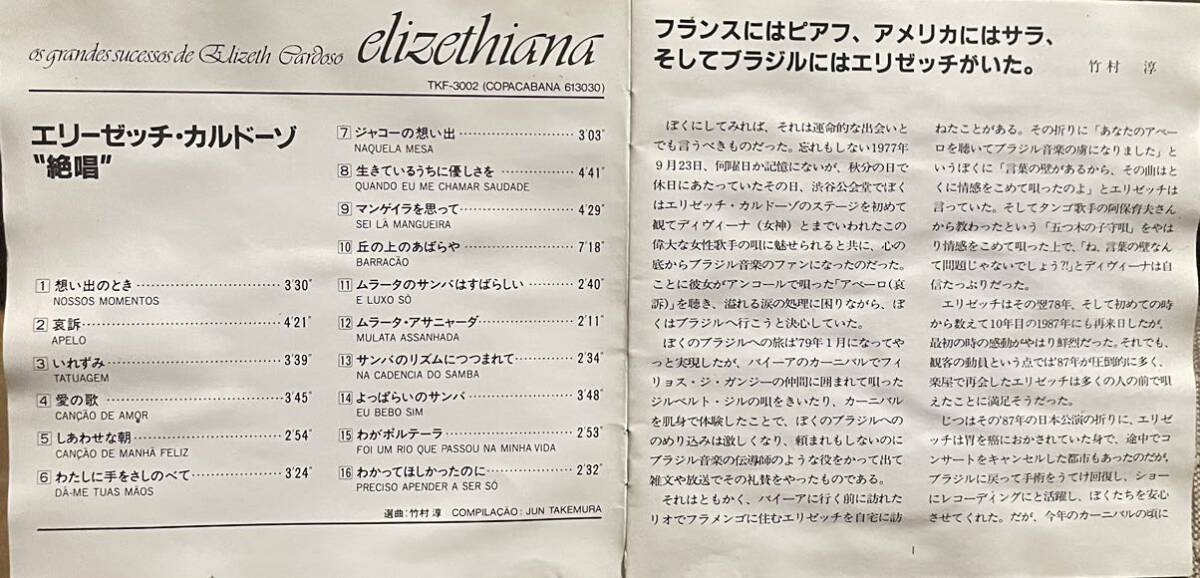 os grandes sucessos de Elizeth Cardoso elizethiana
TKF-3002 (COPACABANA 613030)
エリーゼッチ・カルドーゾ
“絶唱”
1 想い出のとき 3'30"
NOSSOS MOMENTOS
2 哀訴 4'21"
APELO
3 いれずみ 3'39"
TATUAGEM
4 愛の歌 3'45"
CANÇÃO DE AMOR
5 しあわせな朝 2'54"
CANÇÃO DE MANHÃ FELIZ
6 わたしに手をさしのべて 3'24"
DÁ-ME TUAS MÃOS
7 ジャコーの想い出 3'03"
NAQUELA MESA
8 生きているうちに優しさを 4'41"
QUANDO EU ME CHAMAR SAUDADE
9 マンゲイラを思って 4'29"
SEI LÁ MANGUEIRA
10 丘の上のあばらや 7'18"
BARRACÃO
11 ムラータのサンバはすばらしい 2'40"
E LUXO SÓ
12 ムラータ・アサニャーダ 2'11"
MULATA ASSANHADA
13 サンバのリズムにつつまれて 2'34"
NA CADENCIA DO SAMBA
14 よっぱらいのサンバ 3'48"
EU BEBO SIM
15 わがポルテーラ 2'53"
FOI UM RIO QUE PASSOU NA MINHA VIDA
16 わかってほしかったのに 2'32"
PRECISO APENDER A SER SÓ
選曲：竹村 淳 COMPILAÇÃO : JUN TAKEMURA
フランスにはピアフ、アメリカにはサラ、
そしてブラジルにはエリゼッチがいた。
竹村 淳
ぼくにしてみれば、それは運命的な出会いと
でも言うべきものだった。忘れもしない1977年
9月23日、何曜日か記憶にないが、秋分の日で
休日にあたっていたその日、渋谷公会堂でぼく
はエリゼッチ・カルドーゾのステージを初めて
観てディヴィーナ（女神）とまでいわれたこの
偉大な女性歌手の唄に魅せられると共に、心の
底からブラジル音楽のファンになったのだった。
ことに彼女がアンコールで唄った「アペーロ（哀
訴）」を聴き、溢れる涙の処理に困りながら、ぼ
くはブラジルへ行こうと決心していた。
ぼくのブラジルへの旅は'79年1月になってや
っと実現したが、バイーアのカーニバルでフィ
リョス・ジ・ガンジーの仲間に囲まれて唄った
ジルベルト・ジルの唄をきいたり、カーニバル
を肌身で体験したことで、ぼくのブラジルへの
のめり込みは激しくなり、頼まれもしないのに
ブラジル音楽の伝導師のような役をかって出て
雑文や放送でその礼賛をやったものである。
それはともかく、バイーアに行く前に訪れた
リオでフラメンゴに住むエリゼッチを自宅に訪
ねたことがある。その折りに「あなたのアペー
ロを聴いてブラジル音楽の虜になりました」と
いうぼくに「言葉の壁があるから、その曲はと
くに情感をこめて唄ったのよ」とエリゼッチは
言っていた。そしてタンゴ歌手の阿保育夫さん
から教わったという「五つ木の子守唄」をやは
り情感をこめて唄った上で、「ね、言葉の壁なん
て問題じゃないでしょう?!」とディヴィーナは自
信たっぷりだった。
エリゼッチはその翌78年、そして初めての時
から数えて10年目の1987年にも再来日したが、
最初の時の感動がやはり鮮烈だった。それでも、
観客の動員という点では'87年が圧倒的に多く、
楽屋で再会したエリゼッチは多くの人の前で唄
えたことに満足そうだった。
じつはその'87年の日本公演の折りに、エリゼ
ッチは胃を癌におかされていた身で、途中でコ
ンサートをキャンセルした都市もあったのだが、
ブラジルに戻って手術をうてけ回復し、ショー
にレコーディングにと活躍し、ぼくたちを安心
させてくれた。だが、今年のカーニバルの頃に
1